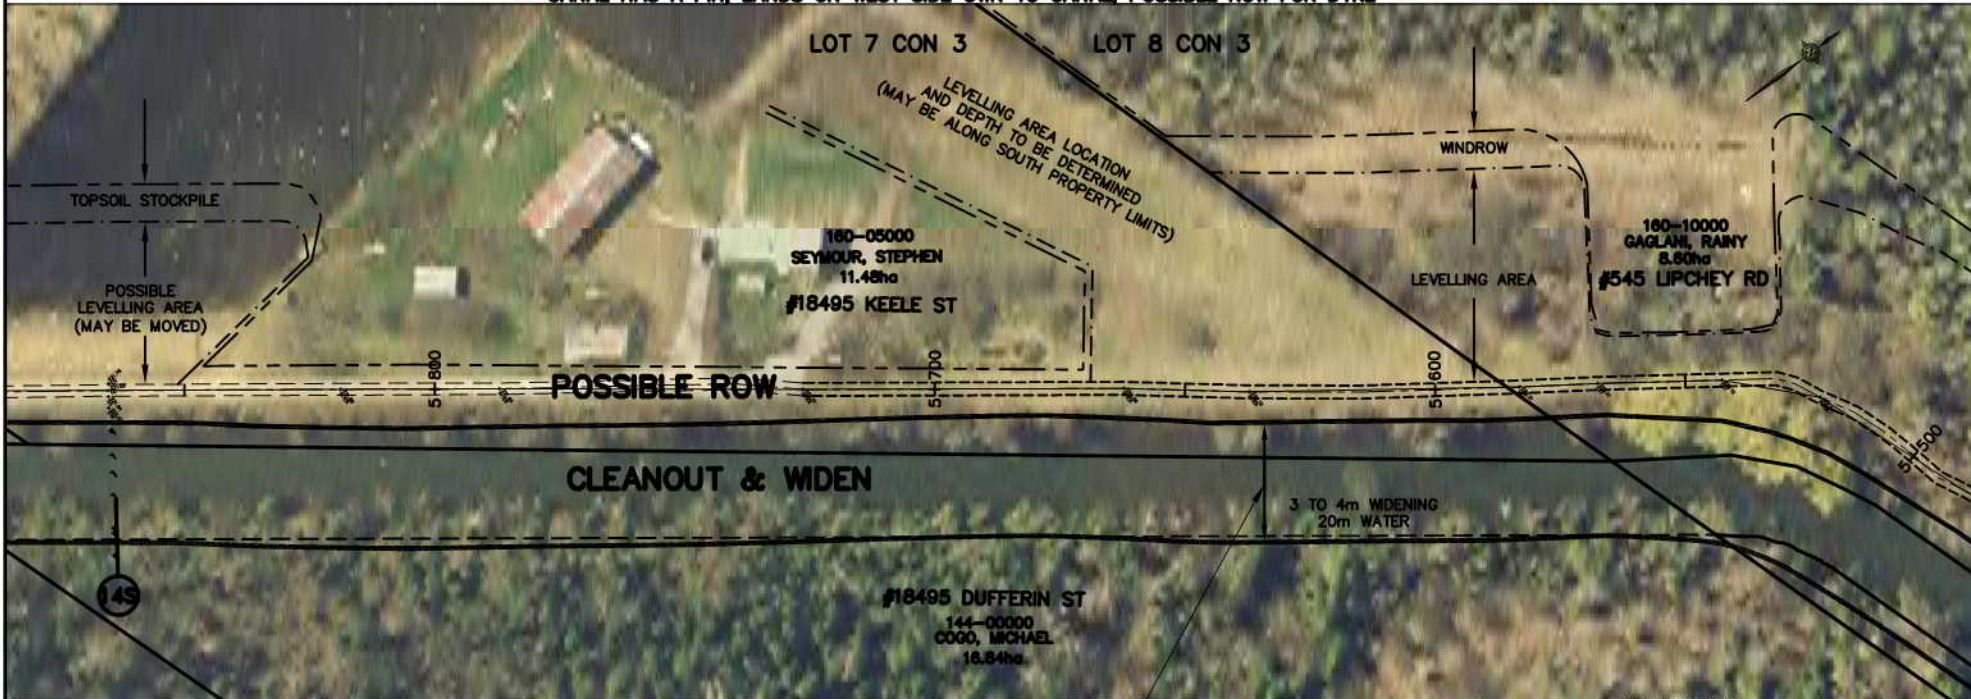 LOT 7 CON 3
LOT 8 CON 3
LEVELLING AREA LOCATION
AND DEPTH TO BE DETERMINED
(MAY BE ALONG SOUTH PROPERTY LIMITS)
WINDROW
TOPSOIL STOCKPILE
160-05000
SEYMOUR, STEPHEN
11.48ha
#18495 KEELE ST
160-10000
GAGLANI, RAINY
8.60ha
#545 LIPCHEY RD
LEVELLING AREA
POSSIBLE
LEVELLING AREA
(MAY BE MOVED)
5-800
POSSIBLE ROW
5-700
5-600
5-500
CLEANOUT & WIDEN
3 TO 4m WIDENING
20m WATER
14S
#18495 DUFFERIN ST
144-00000
COGO, MICHAEL
16.84ha